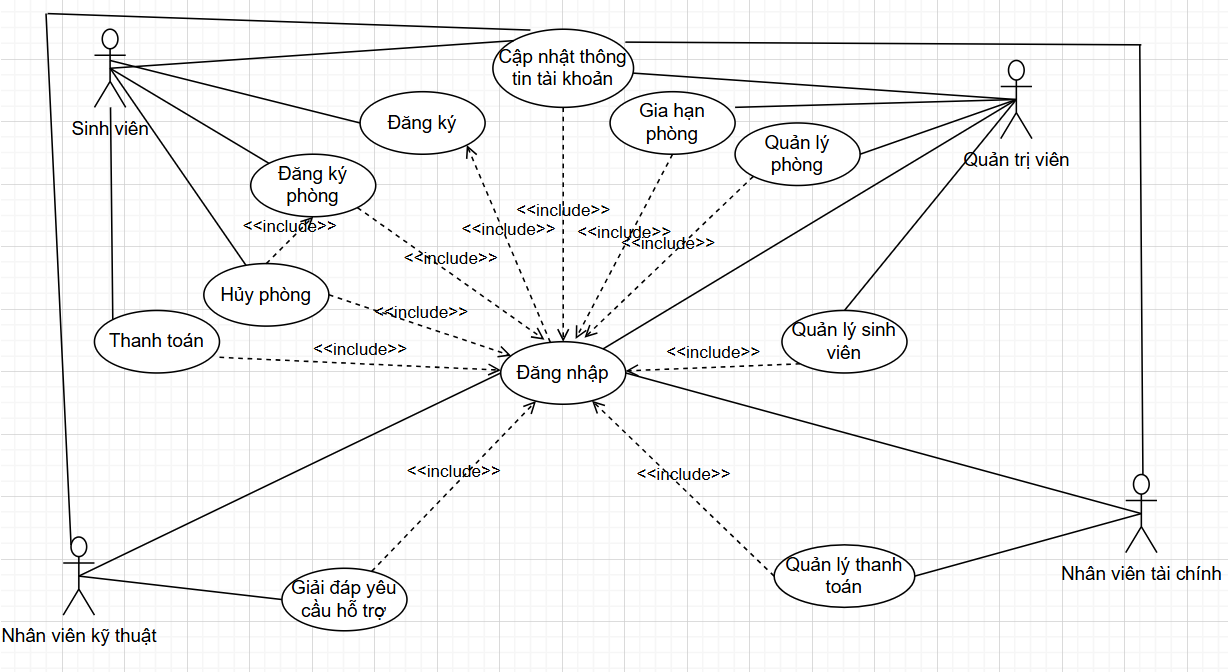 Cập nhật thông
tin tài khoản
Sinh viên
Đăng ký
Gia hạn
phòng
Quản lý
phòng
Quản trị viên
Đăng ký
phòng
<<include>>
<<include>>
<<include>>
<<include>>
<<include>>
<<include>>
Hủy phòng
<<include>>
Thanh toán
<<include>>
<<include>>
Quản lý sinh
viên
Đăng nhập
<<include>>
<<include>>
Quản lý thanh
toán
Nhân viên tài chính
Giải đáp yêu
cầu hỗ trợ
Nhân viên kỹ thuật